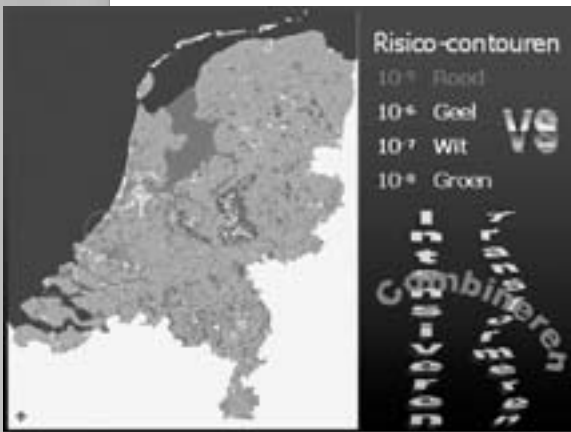 Risico-contouren
10⁻⁵ Rood
10⁻⁶ Geel
10⁻⁷ Wit
10⁻⁸ Groen
VS
Intensiveren
Transformeren
Combineren